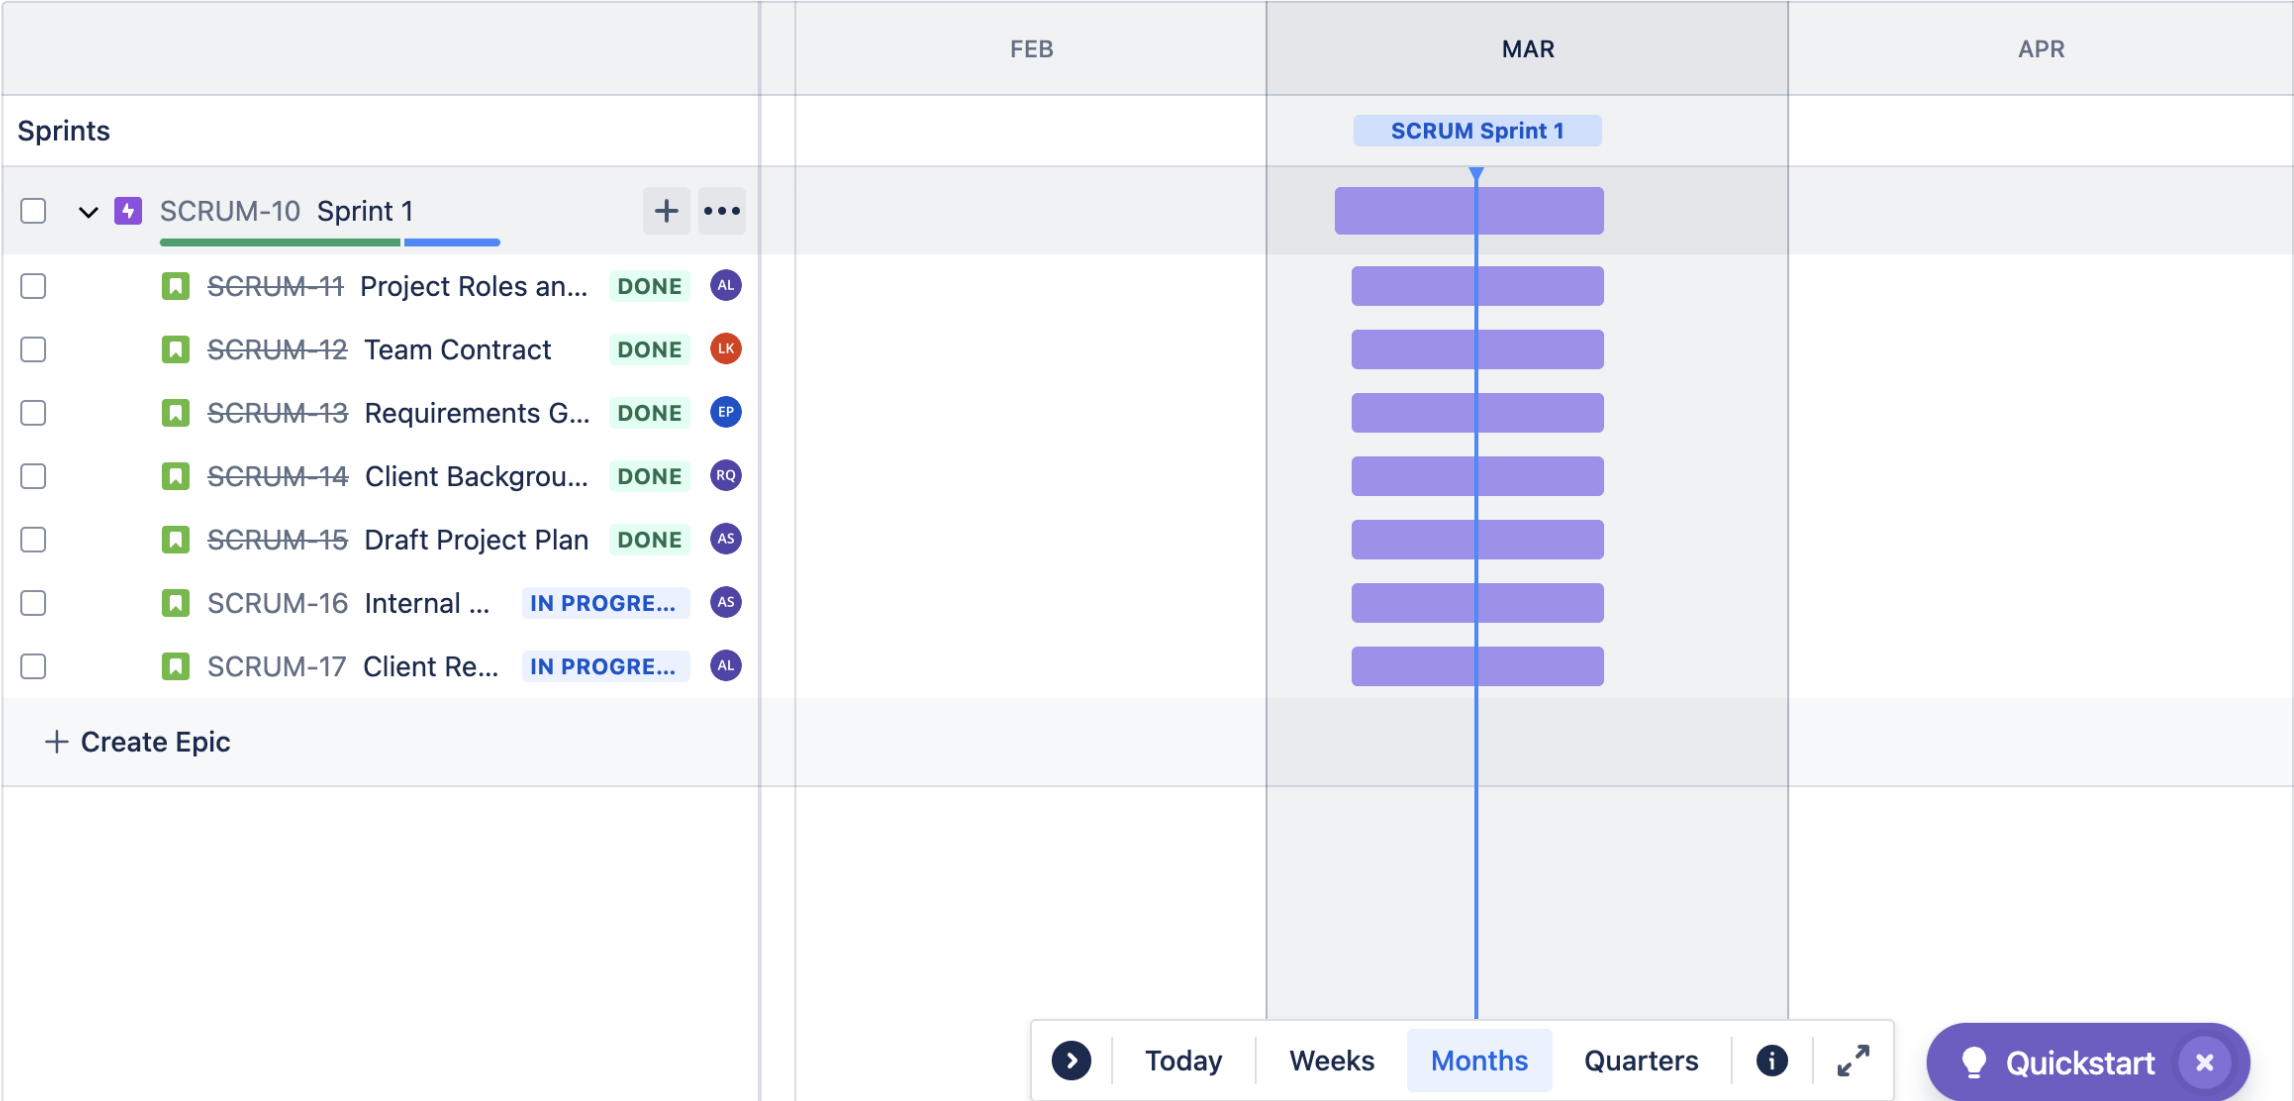 FEB MAR APR
Sprints SCRUM Sprint 1
SCRUM-10 Sprint 1
SCRUM-11 Project Roles an... DONE AL
SCRUM-12 Team Contract DONE LK
SCRUM-13 Requirements G... DONE EP
SCRUM-14 Client Backgrou... DONE RQ
SCRUM-15 Draft Project Plan DONE AS
SCRUM-16 Internal ... IN PROGRE... AS
SCRUM-17 Client Re... IN PROGRE... AL
Create Epic
Today Weeks Months Quarters Quickstart